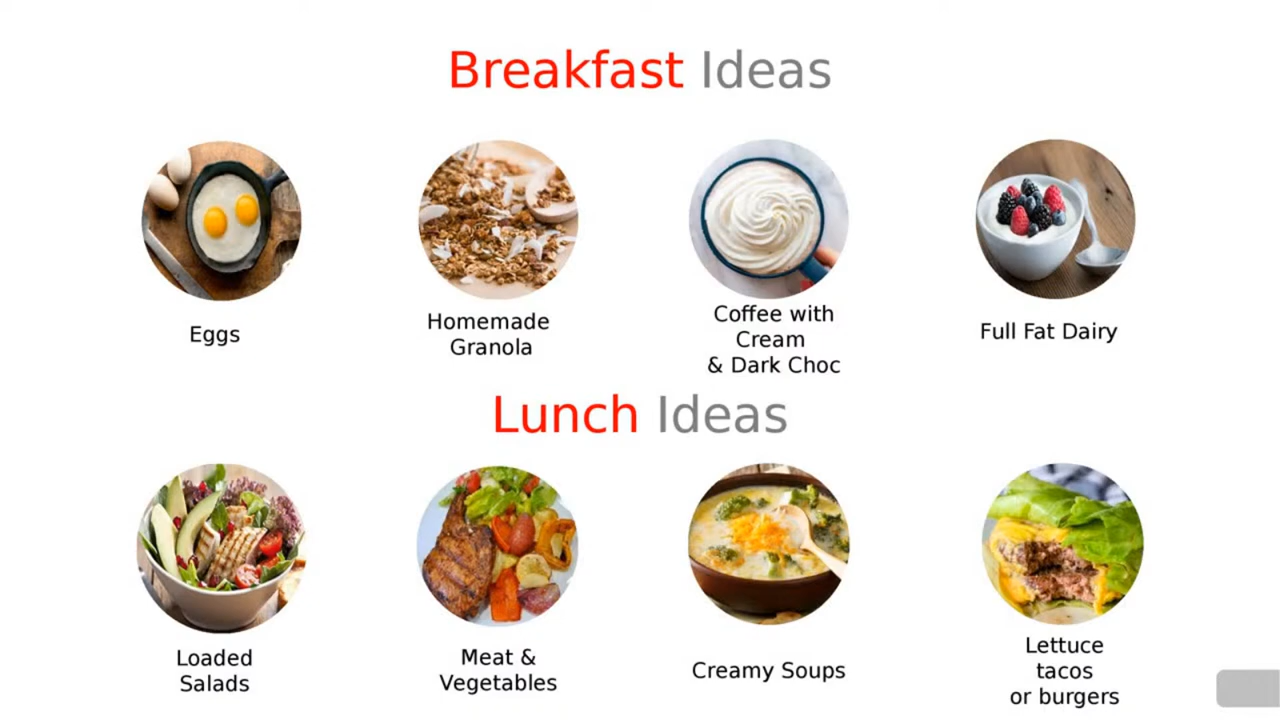 Breakfast Ideas
Eggs
Homemade
Granola
Coffee with
Cream
& Dark Choc
Full Fat Dairy
Lunch Ideas
Loaded
Salads
Meat &
Vegetables
Creamy Soups
Lettuce
tacos
or burgers